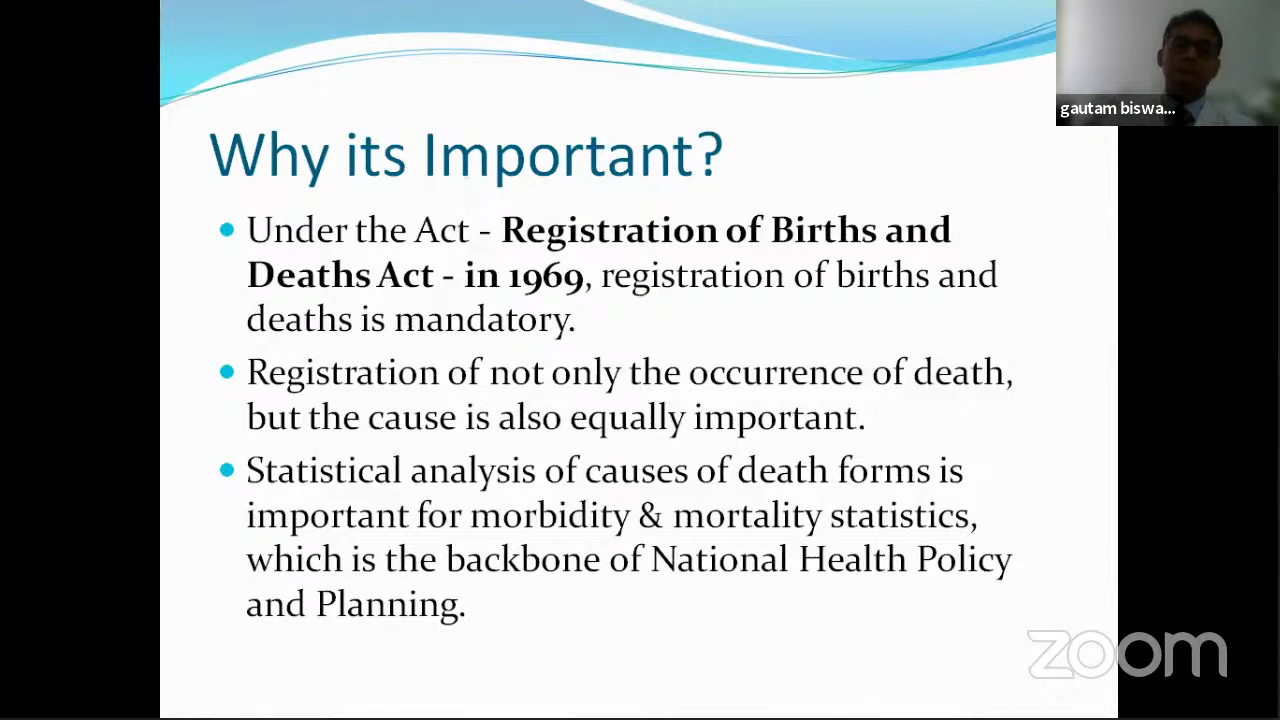 gautam biswa...
Why its Important?
• Under the Act - Registration of Births and
Deaths Act - in 1969, registration of births and
deaths is mandatory.
• Registration of not only the occurrence of death,
but the cause is also equally important.
• Statistical analysis of causes of death forms is
important for morbidity & mortality statistics,
which is the backbone of National Health Policy
and Planning.
zoom